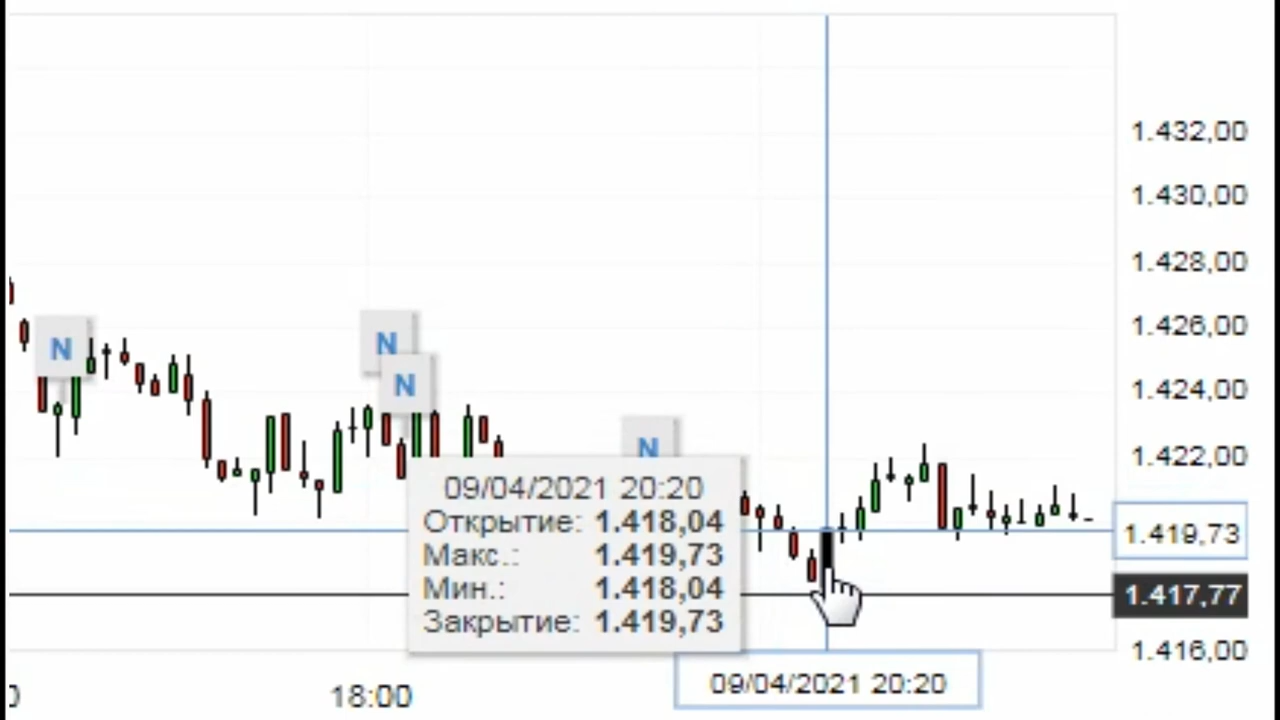 1.432,00
1.430,00
1.428,00
1.426,00
1.424,00
1.422,00
1.419,73
1.417,77
1.416,00
N
N
N
N
09/04/2021 20:20
Открытие: 1.418,04
Макс.: 1.419,73
Мин.: 1.418,04
Закрытие: 1.419,73
18:00
09/04/2021 20:20